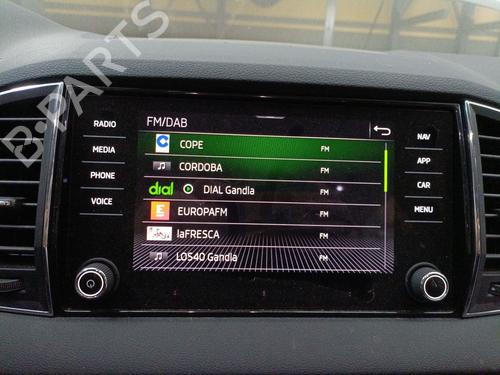 B-PARTS
FM/DAB
RADIO
MEDIA
PHONE
VOICE
COPE FM
CORDOBA FM
dial DIAL Gandia FM
EUROPAFM FM
laFRESCA FM
LOS40 Gandia FM
NAV
APP
CAR
MENU